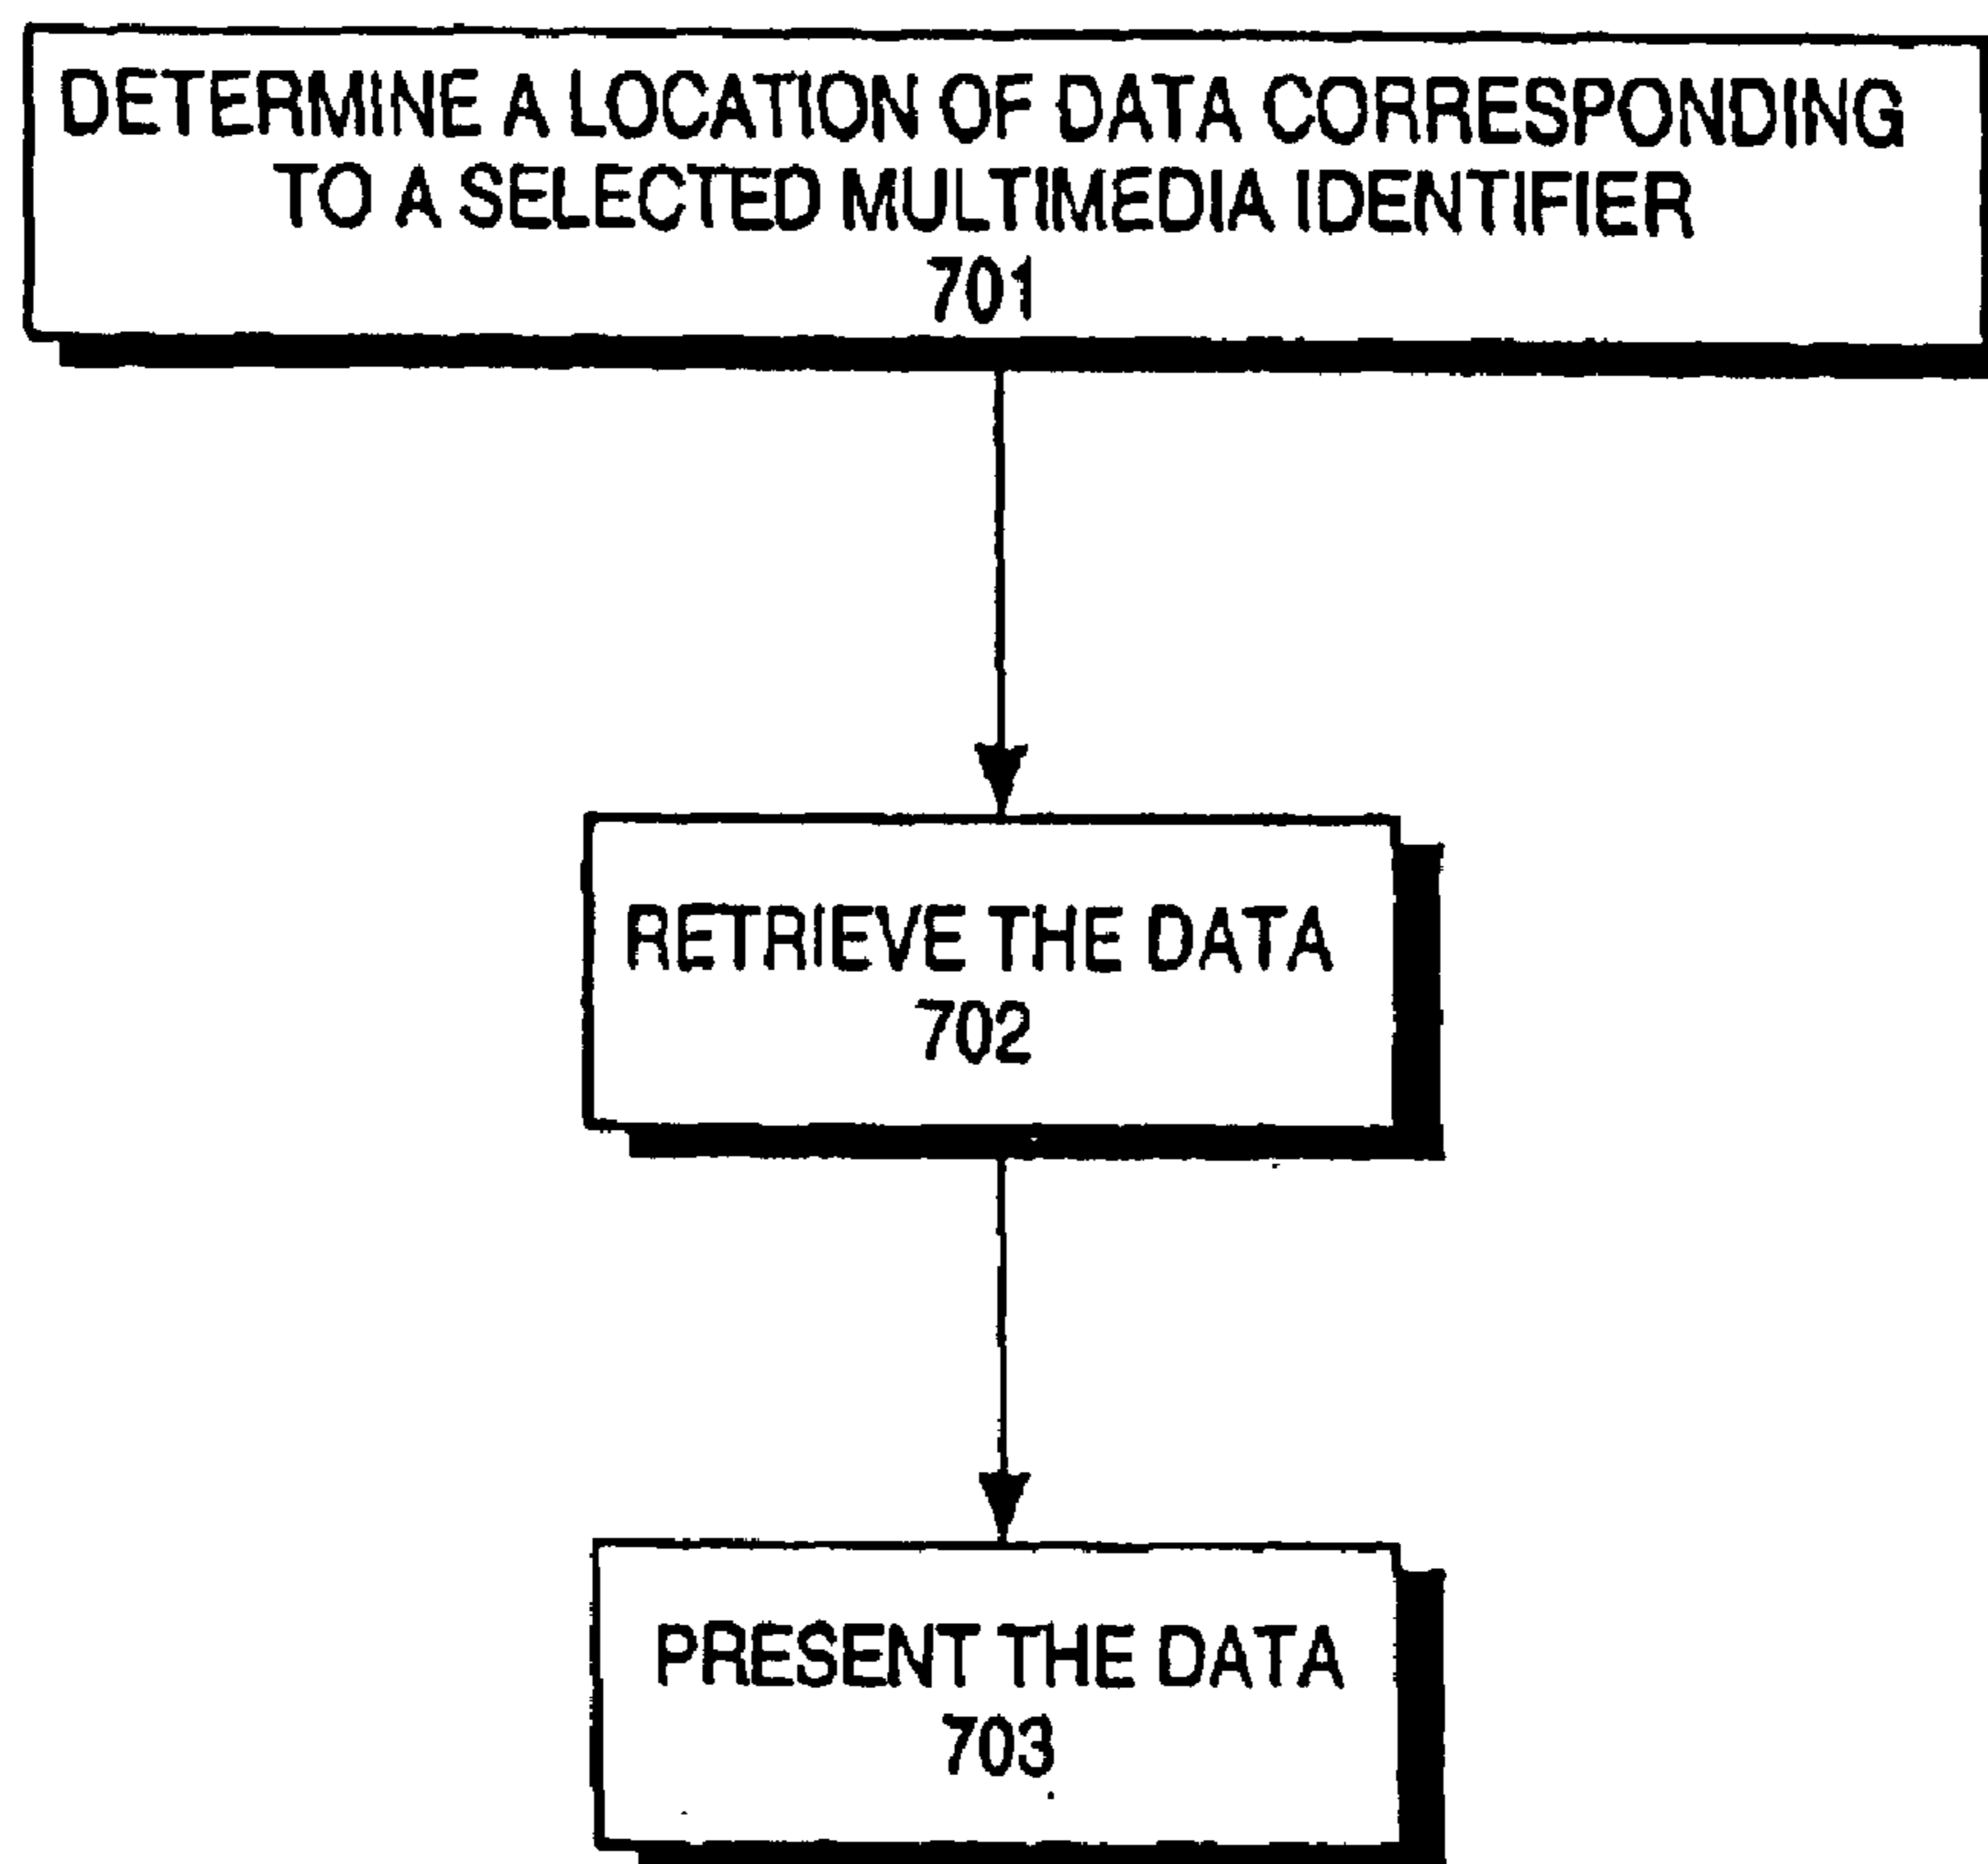 DETERMINE A LOCATION OF DATA CORRESPONDING
TO A SELECTED MULTIMEDIA IDENTIFIER
701
RETRIEVE THE DATA
702
PRESENT THE DATA
703